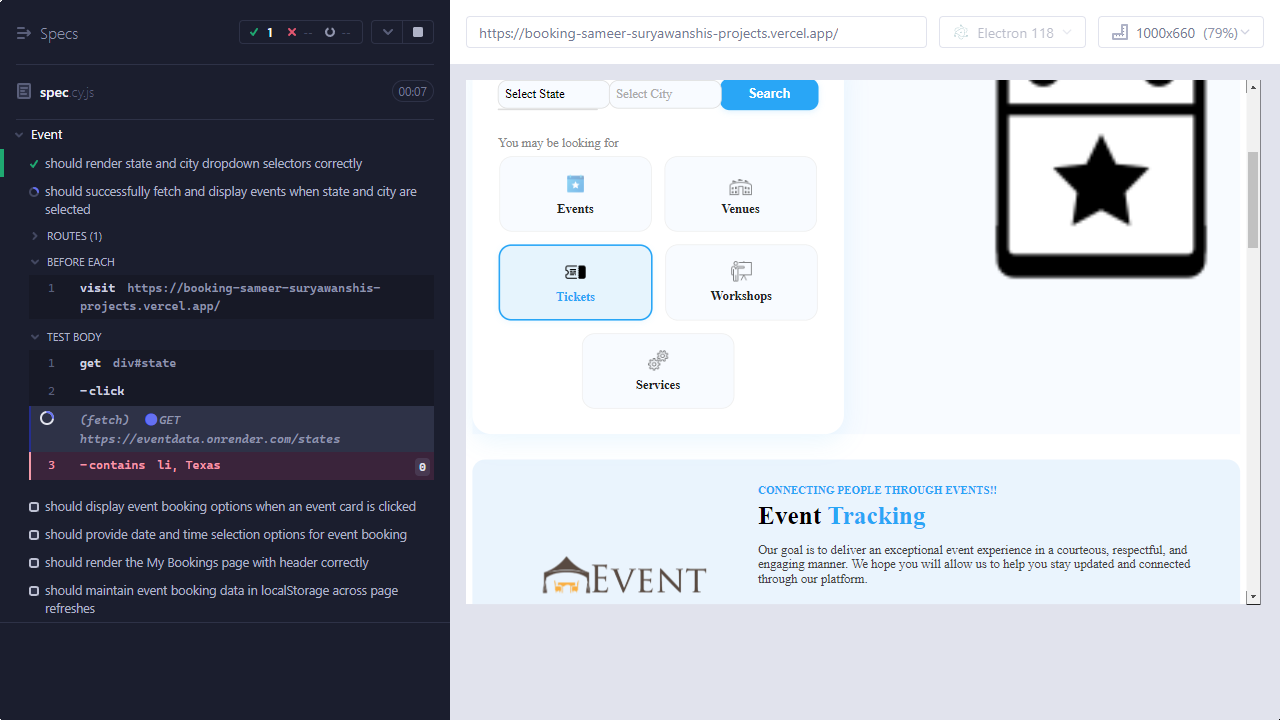 Specs
1 -- --
spec.cy.js
00:07
Event
should render state and city dropdown selectors correctly
should successfully fetch and display events when state and city are
selected
ROUTES (1)
BEFORE EACH
1 visit https://booking-sameer-suryawanshis-
projects.vercel.app/
TEST BODY
1 get div#state
2 -click
(fetch) GET
https://eventdata.onrender.com/states
3 -contains li, Texas 0
should display event booking options when an event card is clicked
should provide date and time selection options for event booking
should render the My Bookings page with header correctly
should maintain event booking data in localStorage across page
refreshes
https://booking-sameer-suryawanshis-projects.vercel.app/
Electron 118
1000x660 (79%)
Select State
Select City
Search
You may be looking for
Events
Venues
Tickets
Workshops
Services
CONNECTING PEOPLE THROUGH EVENTS!!
Event Tracking
Our goal is to deliver an exceptional event experience in a courteous, respectful, and
engaging manner. We hope you will allow us to help you stay updated and connected
through our platform.
EVENT